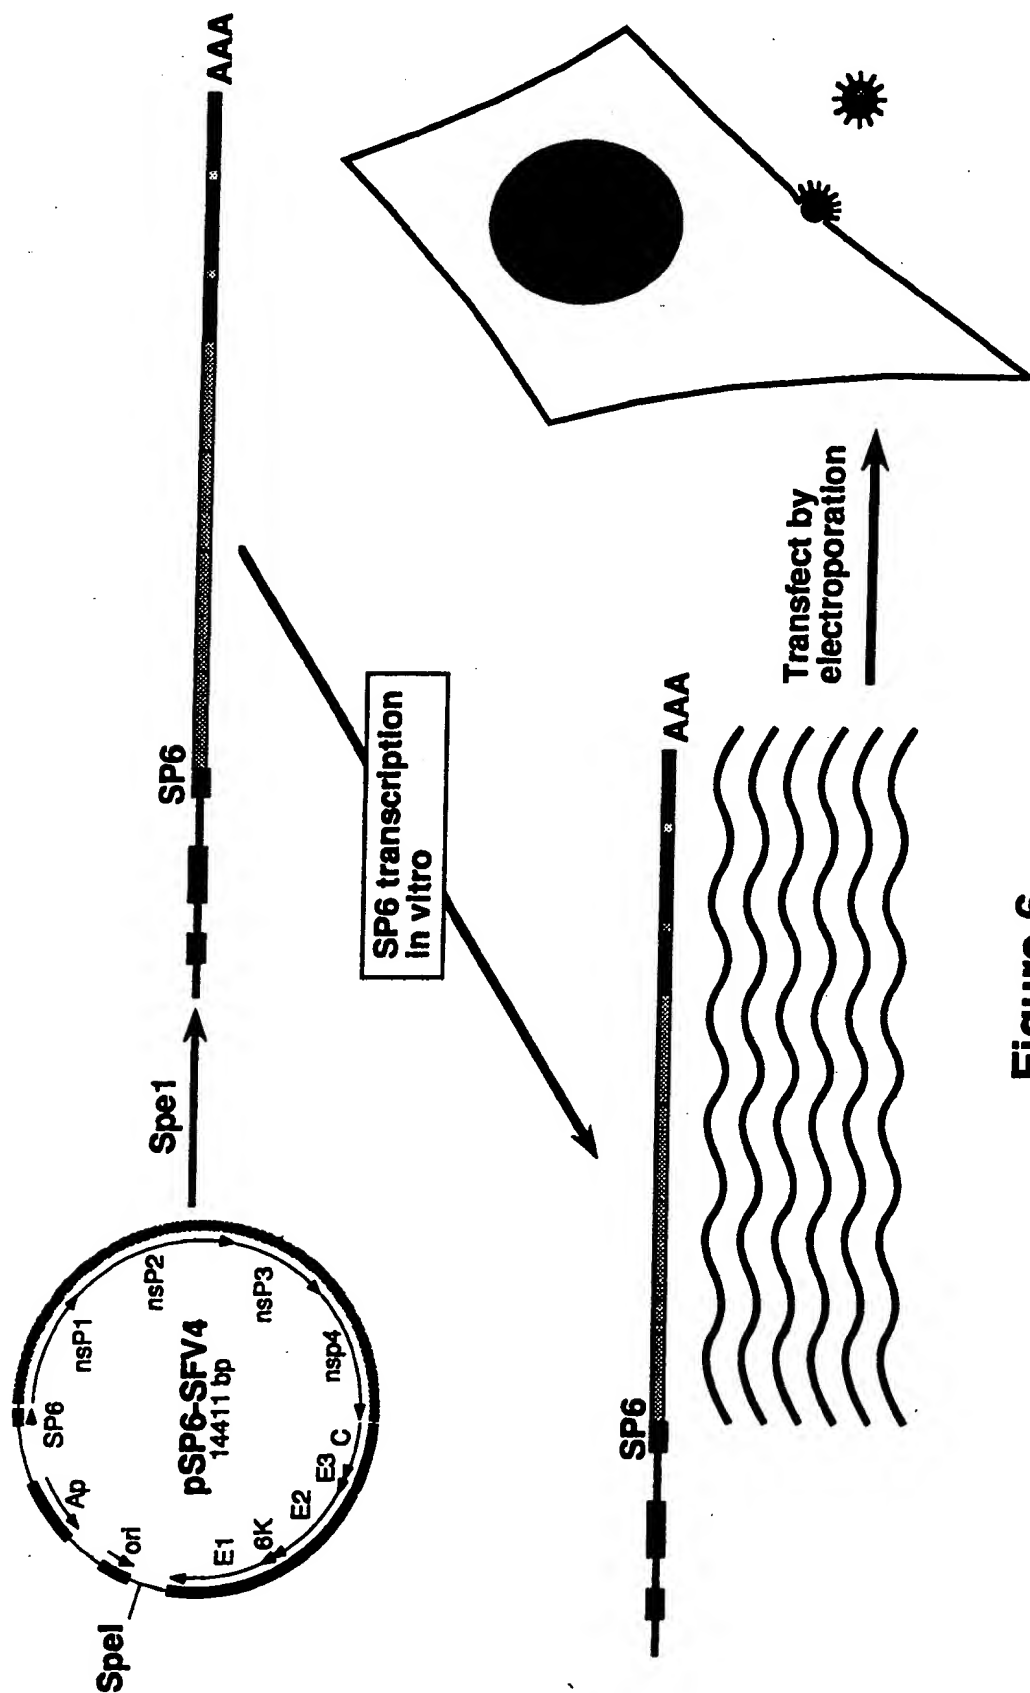 SpeI
ori
Ap
SP6
nsP1
nsP2
nsP3
nsp4
C
E3
E2
6K
E1
pSP6-SFV4
14411 bp
Spe1
SP6
AAA
SP6 transcription
in vitro
SP6
AAA
Transfect by
electroporation
Figure 6